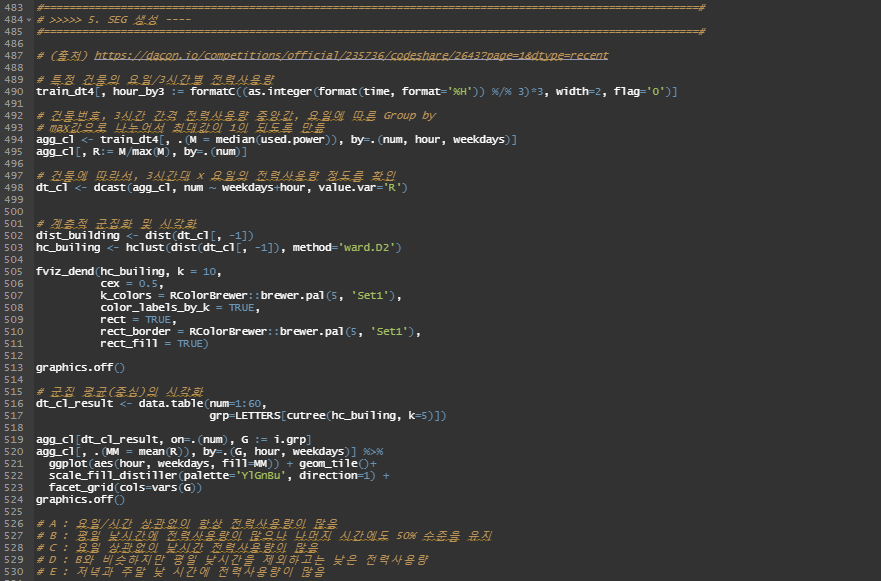 483 #=======================================================================================#
484 # >>>>> 5. SEG 생성 ----
485 #=======================================================================================#
486
487 # (출처) https://dacon.io/competitions/official/235736/codeshare/2643?page=1&dtype=recent
488
489 # 특정 건물의 요일/3시간별 전력사용량
490 train_dt4[, hour_by3 := formatC((as.integer(format(time, format='%H')) %/% 3)*3, width=2, flag='0')]
491
492 # 건물번호, 3시간 간격 전력사용량 중앙값, 요일에 따른 Group by
493 # max값으로 나누어서 최대값이 1이 되도록 만듦
494 agg_cl <- train_dt4[, .(M = median(used.power)), by=.(num, hour, weekdays)]
495 agg_cl[, R:= M/max(M), by=.(num)]
496
497 # 건물에 따라서, 3시간대 x 요일의 전력사용량 정도를 확인
498 dt_cl <- dcast(agg_cl, num ~ weekdays+hour, value.var='R')
499
500
501 # 계층적 군집화 및 시각화
502 dist_building <- dist(dt_cl[, -1])
503 hc_builing <- hclust(dist(dt_cl[, -1]), method='ward.D2')
504
505 fviz_dend(hc_builing, k = 10,
506 cex = 0.5,
507 k_colors = RColorBrewer::brewer.pal(5, 'Set1'),
508 color_labels_by_k = TRUE,
509 rect = TRUE,
510 rect_border = RColorBrewer::brewer.pal(5, 'Set1'),
511 rect_fill = TRUE)
512
513 graphics.off()
514
515 # 군집 평균(중심)의 시각화
516 dt_cl_result <- data.table(num=1:60,
517 grp=LETTERS[cutree(hc_builing, k=5)])
518
519 agg_cl[dt_cl_result, on=.(num), G := i.grp]
520 agg_cl[, .(MM = mean(R)), by=.(G, hour, weekdays)] %>%
521 ggplot(aes(hour, weekdays, fill=MM)) + geom_tile()+
522 scale_fill_distiller(palette='YlGnBu', direction=1) +
523 facet_grid(cols=vars(G))
524 graphics.off()
525
526 # A : 요일/시간 상관없이 항상 전력사용량이 많음
527 # B : 평일 낮시간에 전력사용량이 많으나 나머지 시간에도 50% 수준을 유지
528 # C : 요일 상관없이 낮시간 전력사용량이 많음
529 # D : B와 비슷하지만 평일 낮시간을 제외하고는 낮은 전력사용량
530 # E : 저녁과 주말 낮 시간에 전력사용량이 많음